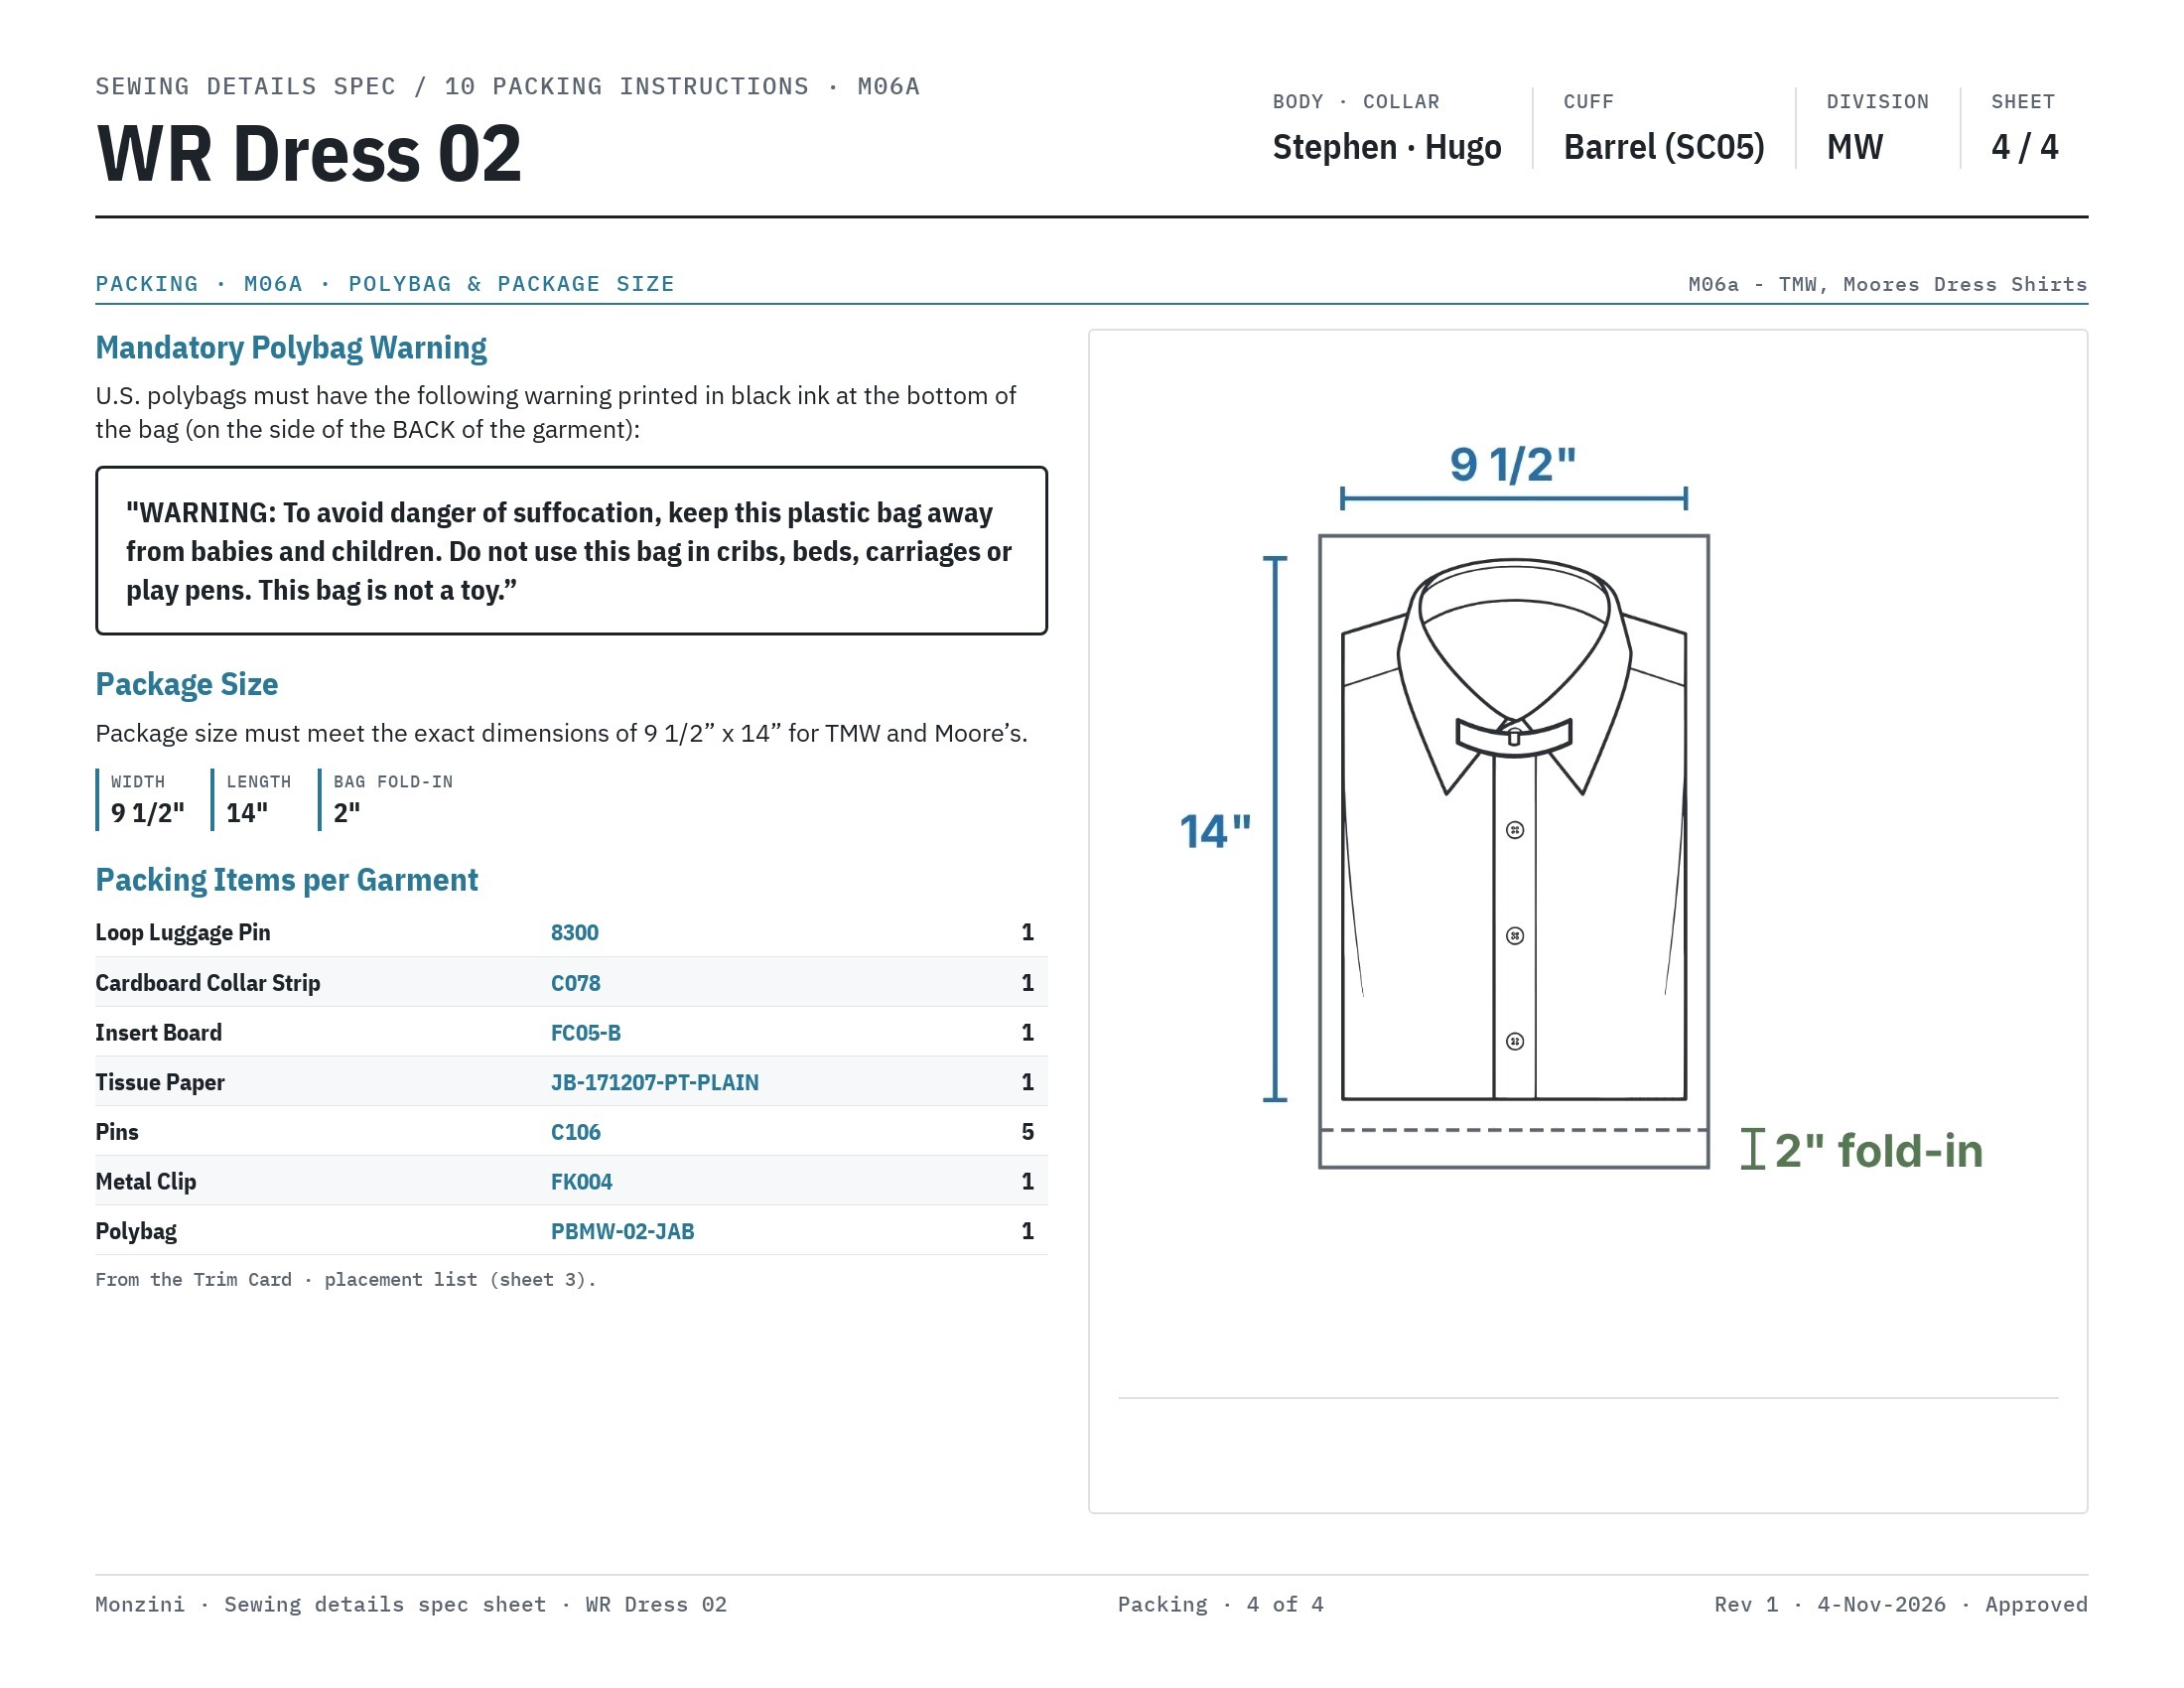 SEWING DETAILS SPEC / 10 PACKING INSTRUCTIONS · M06A
WR Dress 02
BODY · COLLAR
Stephen · Hugo
CUFF
Barrel (SC05)
DIVISION
MW
SHEET
4 / 4
PACKING · M06A · POLYBAG & PACKAGE SIZE
M06a - TMW, Moores Dress Shirts
Mandatory Polybag Warning
U.S. polybags must have the following warning printed in black ink at the bottom of
the bag (on the side of the BACK of the garment):
"WARNING: To avoid danger of suffocation, keep this plastic bag away
from babies and children. Do not use this bag in cribs, beds, carriages or
play pens. This bag is not a toy.”
Package Size
Package size must meet the exact dimensions of 9 1/2” x 14” for TMW and Moore’s.
WIDTH
9 1/2"
LENGTH
14"
BAG FOLD-IN
2"
Packing Items per Garment
Loop Luggage Pin 8300 1
Cardboard Collar Strip C078 1
Insert Board FC05-B 1
Tissue Paper JB-171207-PT-PLAIN 1
Pins C106 5
Metal Clip FK004 1
Polybag PBMW-02-JAB 1
From the Trim Card · placement list (sheet 3).
9 1/2"
14"
2" fold-in
Monzini · Sewing details spec sheet · WR Dress 02
Packing · 4 of 4
Rev 1 · 4-Nov-2026 · Approved